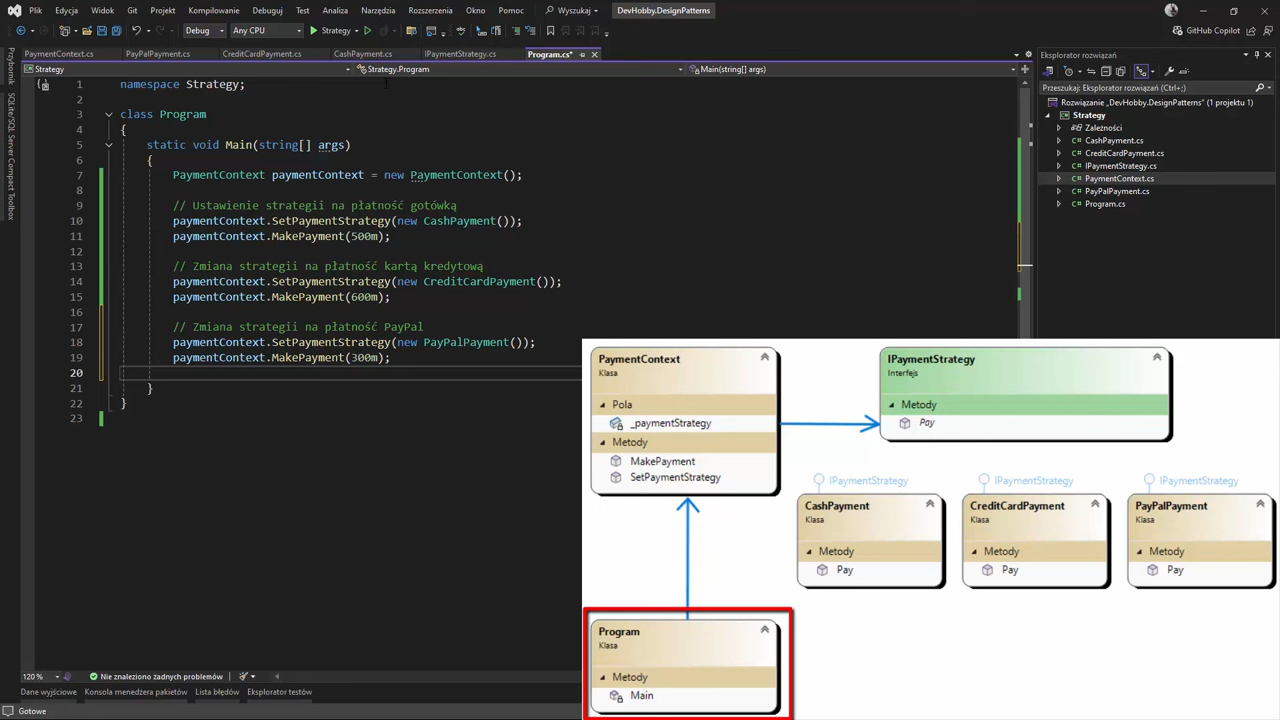 Plik Edytuj Widok Git Projekt Kompilowanie Debuguj Test Analiza Narzędzia Rozszerzenia Okno Pomoc Wyszukaj DevHobby.DesignPatterns
Debug Any CPU Strategy GitHub Copilot
PaymentContext.cs PayPalPayment.cs CreditCardPayment.cs CashPayment.cs IPaymentStrategy.cs Program.cs*
Strategy Strategy.Program Main(string[] args)
Przybornik
SQLite/SQL Server Compact Toolbox
1 namespace Strategy;
2
3 class Program
4 {
5 static void Main(string[] args)
6 {
7 PaymentContext paymentContext = new PaymentContext();
8
9 // Ustawienie strategii na płatność gotówką
10 paymentContext.SetPaymentStrategy(new CashPayment());
11 paymentContext.MakePayment(500m);
12
13 // Zmiana strategii na płatność kartą kredytową
14 paymentContext.SetPaymentStrategy(new CreditCardPayment());
15 paymentContext.MakePayment(600m);
16
17 // Zmiana strategii na płatność PayPal
18 paymentContext.SetPaymentStrategy(new PayPalPayment());
19 paymentContext.MakePayment(300m);
20
21 }
22 }
23
120 % Nie znaleziono żadnych problemów
Dane wyjściowe Konsola menedżera pakietów Lista błędów Eksplorator testów
Gotowe
Eksplorator rozwiązań
Przeszukaj: Eksplorator rozwiązań (Ctrl+;)
Rozwiązanie „DevHobby.DesignPatterns" (1 projekty 1)
Strategy
Zależności
CashPayment.cs
CreditCardPayment.cs
IPaymentStrategy.cs
PaymentContext.cs
PayPalPayment.cs
Program.cs
PaymentContext
Klasa
Pola
_paymentStrategy
Metody
MakePayment
SetPaymentStrategy
IPaymentStrategy
Interfejs
Metody
Pay
IPaymentStrategy
CashPayment
Klasa
Metody
Pay
IPaymentStrategy
CreditCardPayment
Klasa
Metody
Pay
IPaymentStrategy
PayPalPayment
Klasa
Metody
Pay
Program
Klasa
Metody
Main